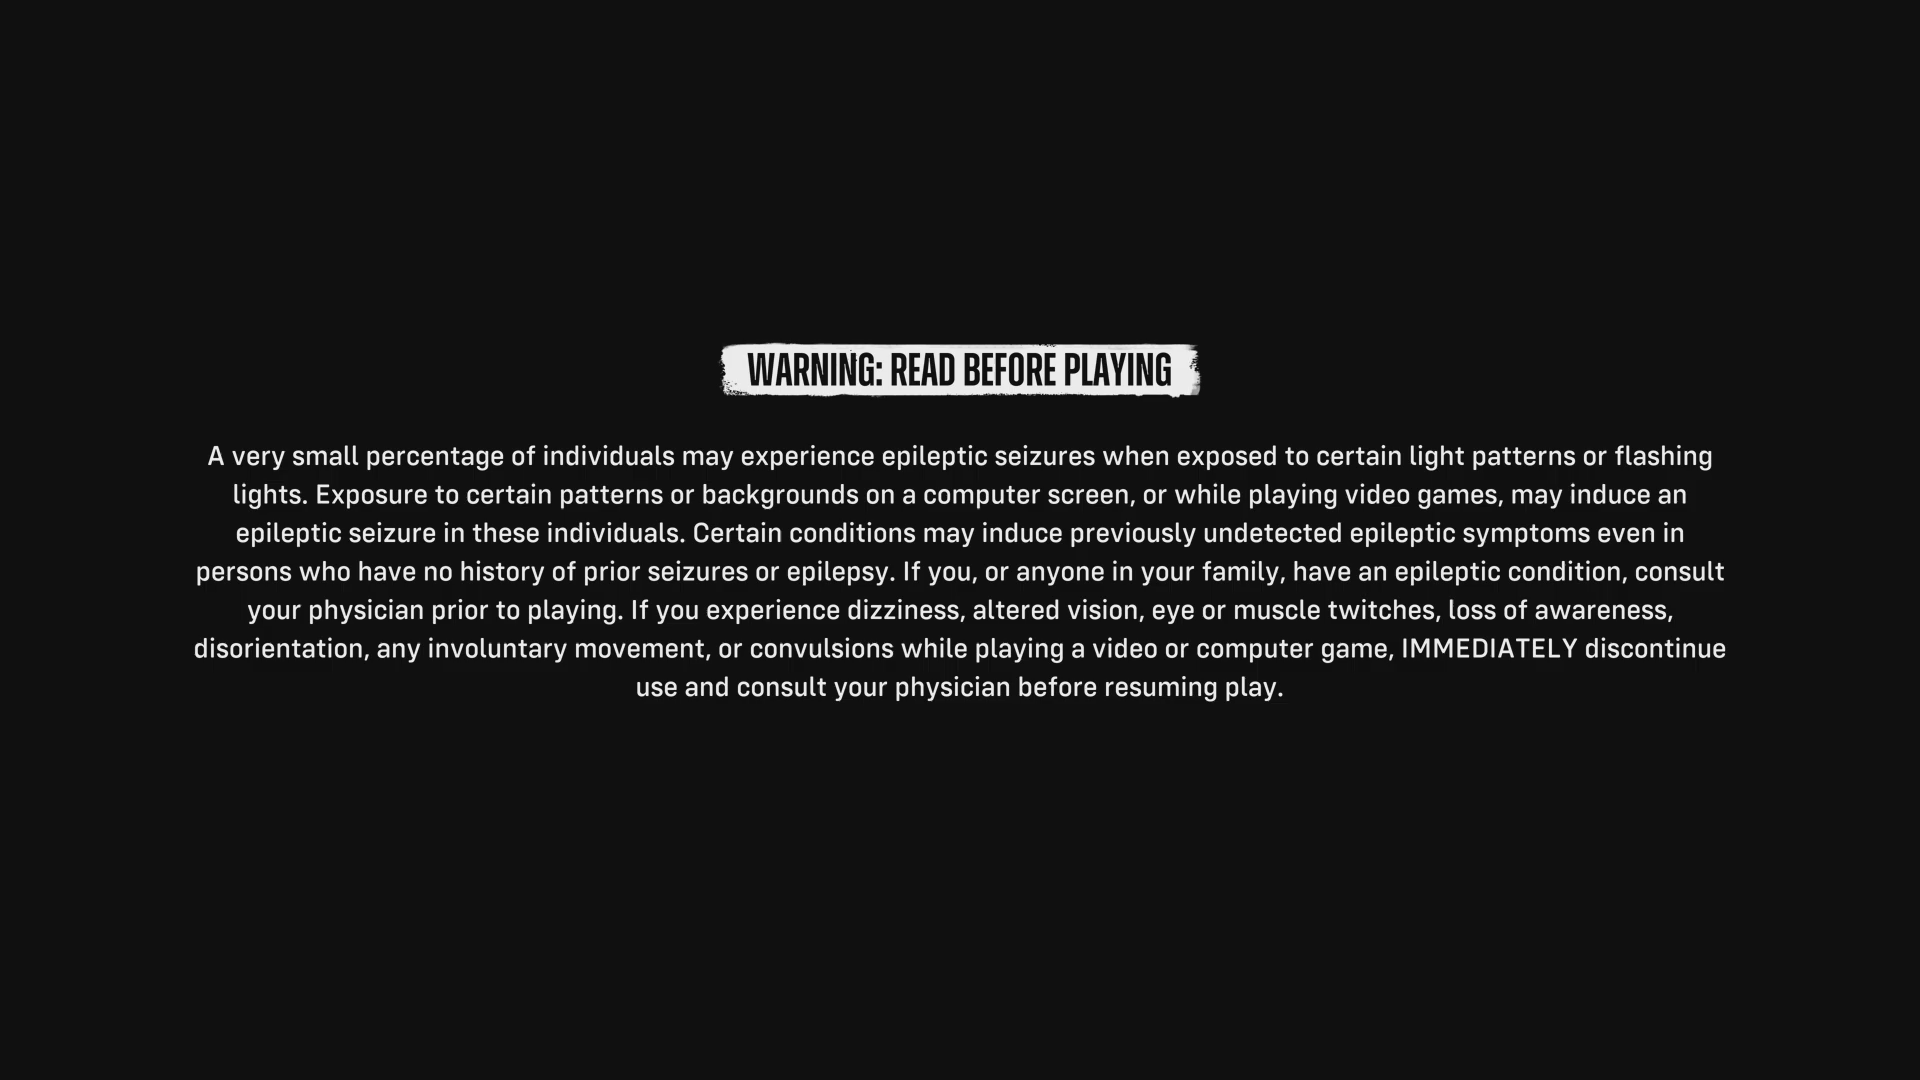 WARNING: READ BEFORE PLAYING
A very small percentage of individuals may experience epileptic seizures when exposed to certain light patterns or flashing
lights. Exposure to certain patterns or backgrounds on a computer screen, or while playing video games, may induce an
epileptic seizure in these individuals. Certain conditions may induce previously undetected epileptic symptoms even in
persons who have no history of prior seizures or epilepsy. If you, or anyone in your family, have an epileptic condition, consult
your physician prior to playing. If you experience dizziness, altered vision, eye or muscle twitches, loss of awareness,
disorientation, any involuntary movement, or convulsions while playing a video or computer game, IMMEDIATELY discontinue
use and consult your physician before resuming play.